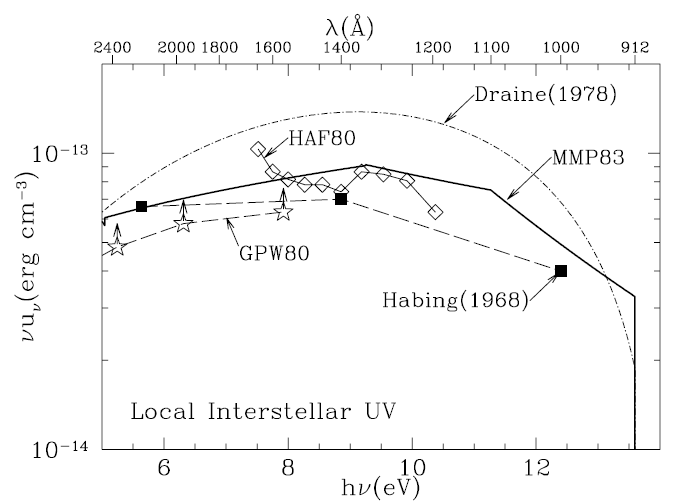 λ(Å)
2400 2000 1800 1600 1400 1200 1100 1000 912
Draine(1978)
HAF80
10⁻¹³
MMP83
νuᵥ(erg cm⁻³)
GPW80
Habing(1968)
Local Interstellar UV
10⁻¹⁴
6 8 10 12
hν(eV)